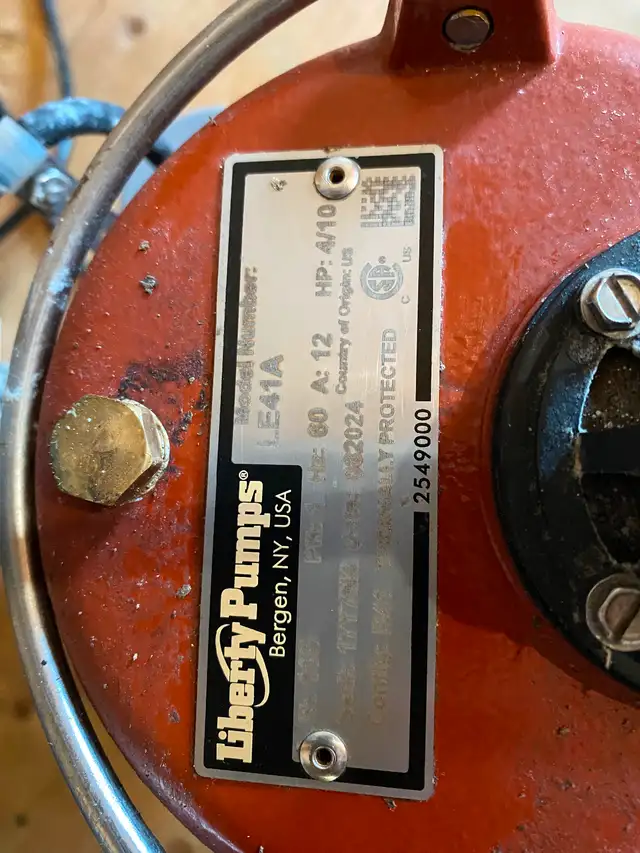 Model Number:
LE41A
Hz: 60 A: 12 HP: 4/10
Country of Origin: US
082024
PROTECTED
C US
Liberty Pumps®
Bergen, NY, USA
2549000